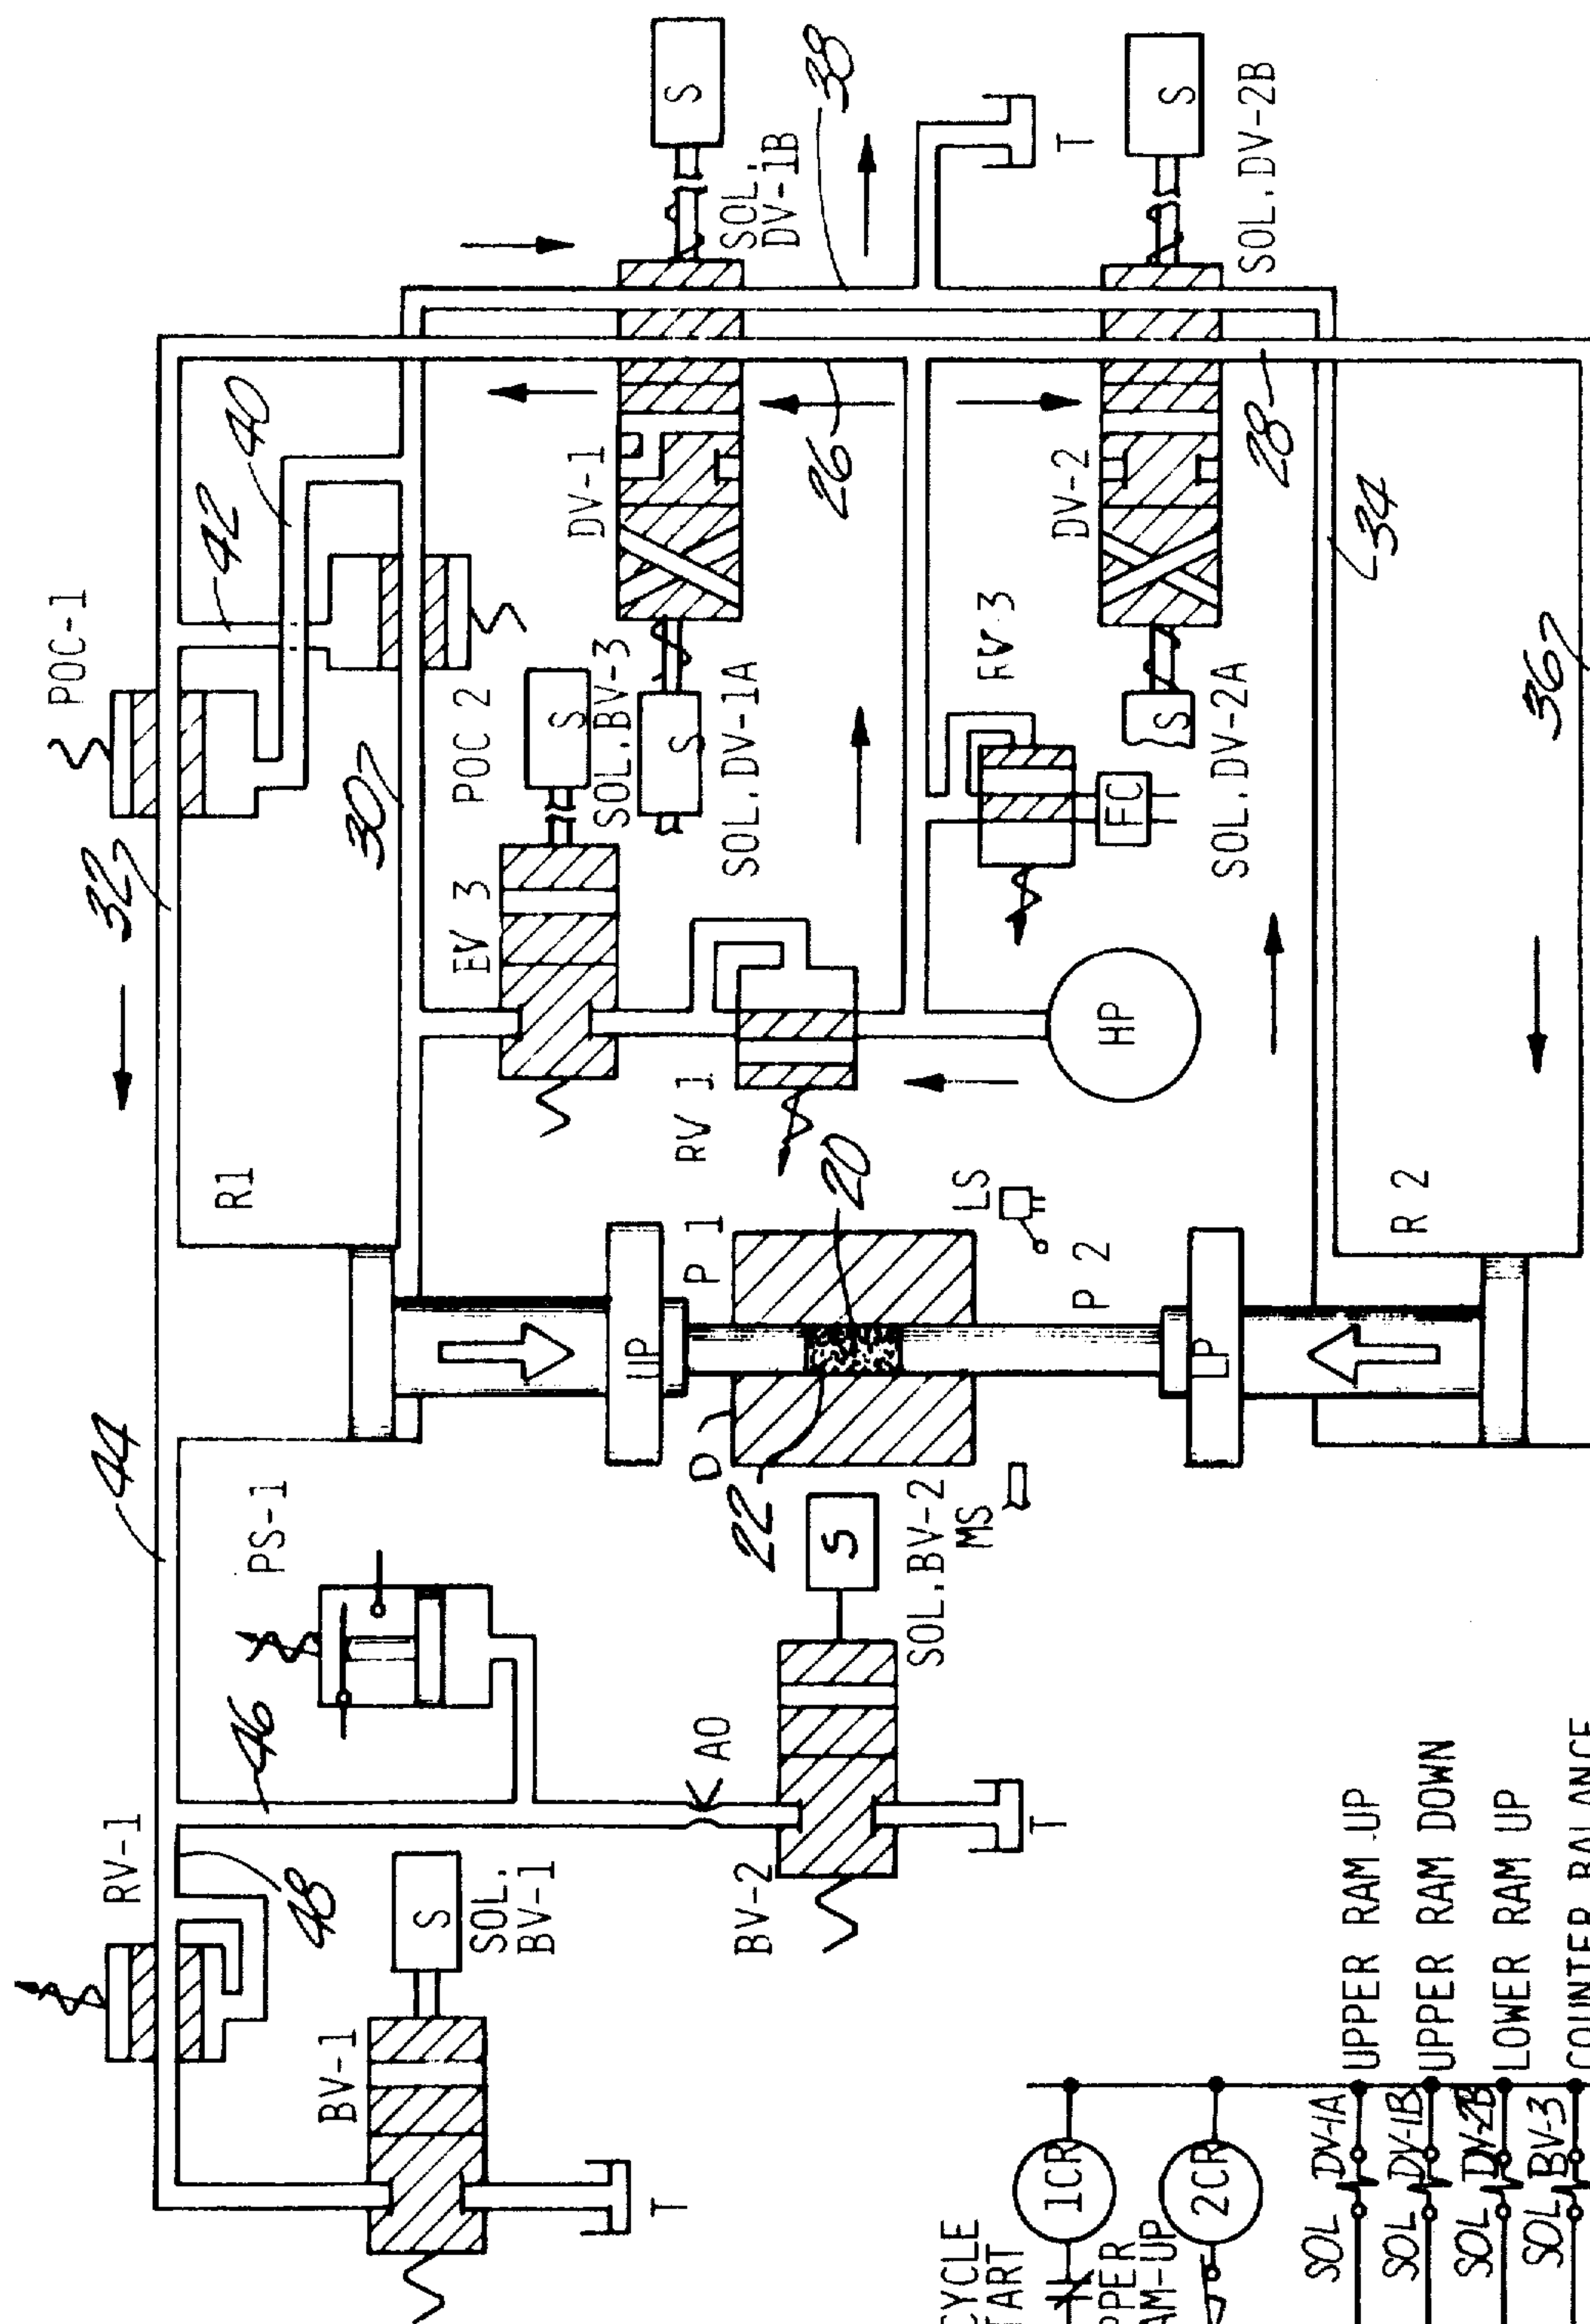 POC-1
42
40
38
S
SOL. DV-1B
S
SOL.DV-2B
T
32
30
POC 2
S
SOL.BV-3
S
SOL.DV-1A
DV-1
26
DV-2
28
34
36
RV 3
FC
S
SOL.DV-2A
44
R1
RV 1
HP
UP
P 1
20
LS
P 2
LP
R 2
D
22
PS-1
46
AO
S
SOL.BV-2
MS
BV-2
T
RV-1
48
S
SOL. BV-1
BV-1
T
CYCLE
1CR
2CR
SOL DV-1A UPPER RAM UP
SOL DV-1B UPPER RAM DOWN
SOL DV-2B LOWER RAM UP
SOL BV-3 COUNTER BALANCE